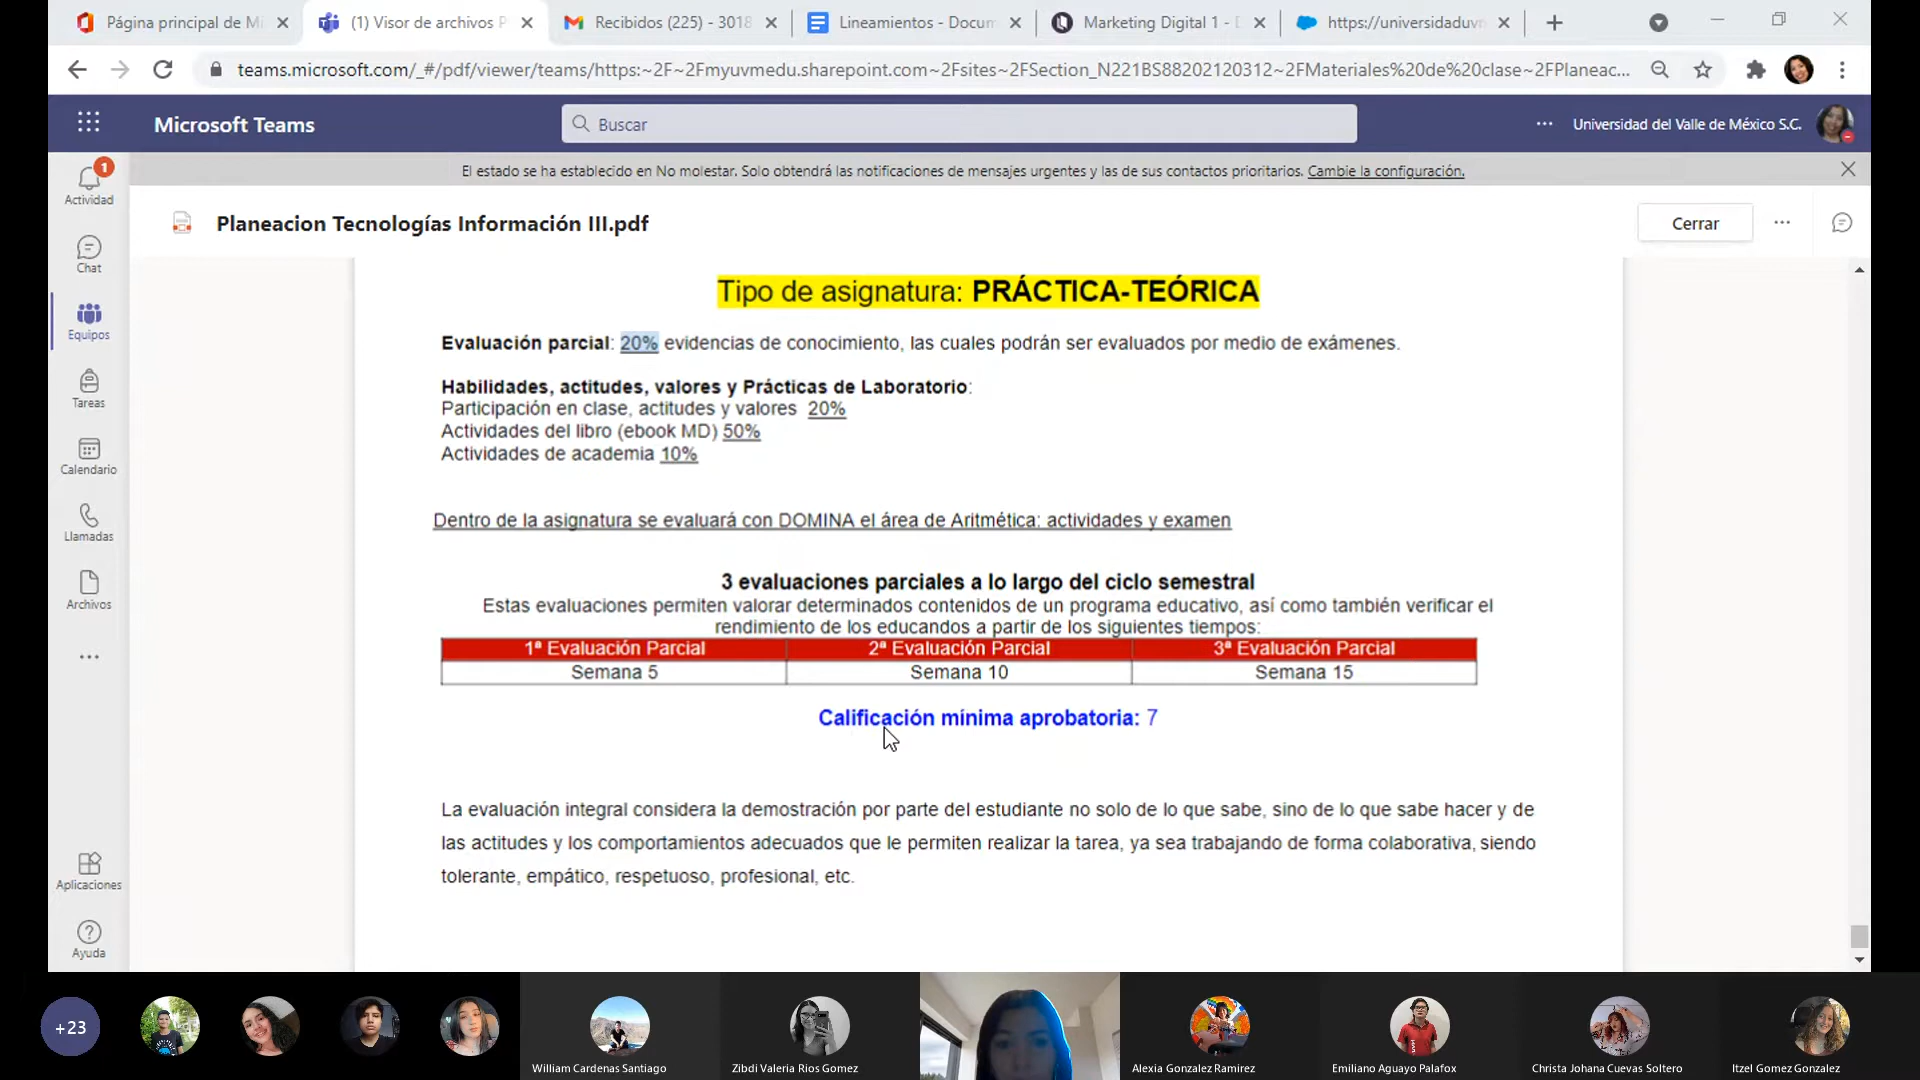 Página principal de Mi
(1) Visor de archivos P
Recibidos (225) - 3018
Lineamientos - Docum
Marketing Digital 1 -
https://universidaduvn
teams.microsoft.com/_#/pdf/viewer/teams/https:~2F~2Fmyuvmedu.sharepoint.com~2Fsites~2FSection_N221BS88202120312~2FMateriales%20de%20clase~2FPlaneac...
Microsoft Teams
Buscar
Universidad del Valle de México S.C.
El estado se ha establecido en No molestar. Solo obtendrá las notificaciones de mensajes urgentes y las de sus contactos prioritarios. Cambie la configuración.
1
Actividad
Chat
Equipos
Tareas
Calendario
Llamadas
Archivos
Aplicaciones
Ayuda
Planeacion Tecnologías Información III.pdf
Cerrar
Tipo de asignatura: PRÁCTICA-TEÓRICA
Evaluación parcial: 20% evidencias de conocimiento, las cuales podrán ser evaluados por medio de exámenes.
Habilidades, actitudes, valores y Prácticas de Laboratorio:
Participación en clase, actitudes y valores 20%
Actividades del libro (ebook MD) 50%
Actividades de academia 10%
Dentro de la asignatura se evaluará con DOMINA el área de Aritmética: actividades y examen
3 evaluaciones parciales a lo largo del ciclo semestral
Estas evaluaciones permiten valorar determinados contenidos de un programa educativo, así como también verificar el
rendimiento de los educandos a partir de los siguientes tiempos:
1ª Evaluación Parcial 2ª Evaluación Parcial 3ª Evaluación Parcial
Semana 5 Semana 10 Semana 15
Calificación mínima aprobatoria: 7
La evaluación integral considera la demostración por parte del estudiante no solo de lo que sabe, sino de lo que sabe hacer y de
las actitudes y los comportamientos adecuados que le permiten realizar la tarea, ya sea trabajando de forma colaborativa, siendo
tolerante, empático, respetuoso, profesional, etc.
+23
William Cardenas Santiago
Zibdi Valeria Rios Gomez
Alexia Gonzalez Ramirez
Emiliano Aguayo Palafox
Christa Johana Cuevas Soltero
Itzel Gomez Gonzalez